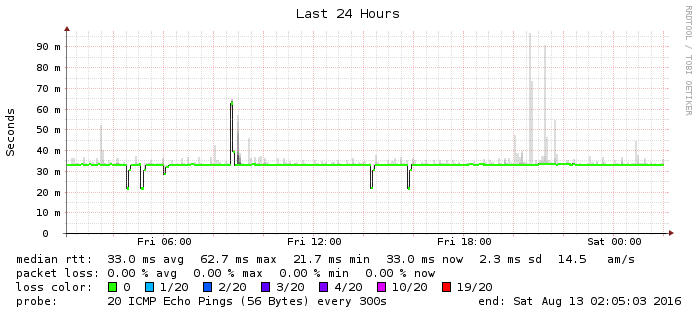 Last 24 Hours
RRDTOOL / TOBI OETIKER
Seconds
90 m
80 m
70 m
60 m
50 m
40 m
30 m
20 m
10 m
0
Fri 06:00 Fri 12:00 Fri 18:00 Sat 00:00
median rtt: 33.0 ms avg 62.7 ms max 21.7 ms min 33.0 ms now 2.3 ms sd 14.5 am/s
packet loss: 0.00 % avg 0.00 % max 0.00 % min 0.00 % now
loss color: 0 1/20 2/20 3/20 4/20 10/20 19/20
probe: 20 ICMP Echo Pings (56 Bytes) every 300s end: Sat Aug 13 02:05:03 2016